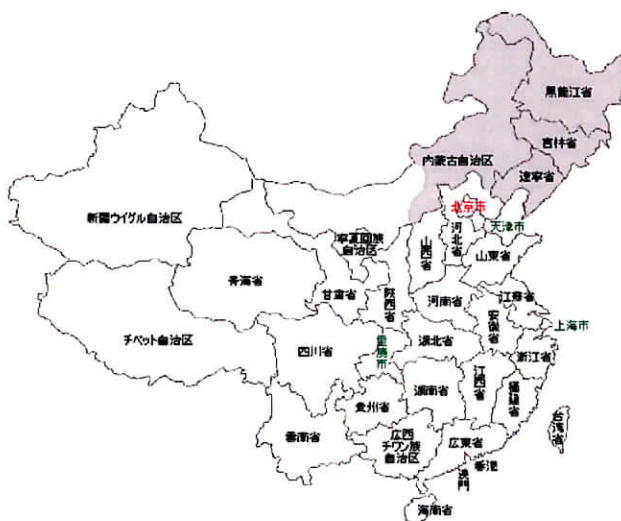 黒龍江省
吉林省
内蒙古自治区
遼寧省
北京市
天津市
新疆ウイグル自治区
寧夏回族
自治区
山西省
河北省
山東省
青海省
甘粛省
陝西省
河南省
江蘇省
安徽省
上海市
チベット自治区
四川省
重慶市
湖北省
浙江省
湖南省
江西省
福建省
貴州省
雲南省
広西
チワン族
自治区
広東省
台湾省
香港
澳門
海南省